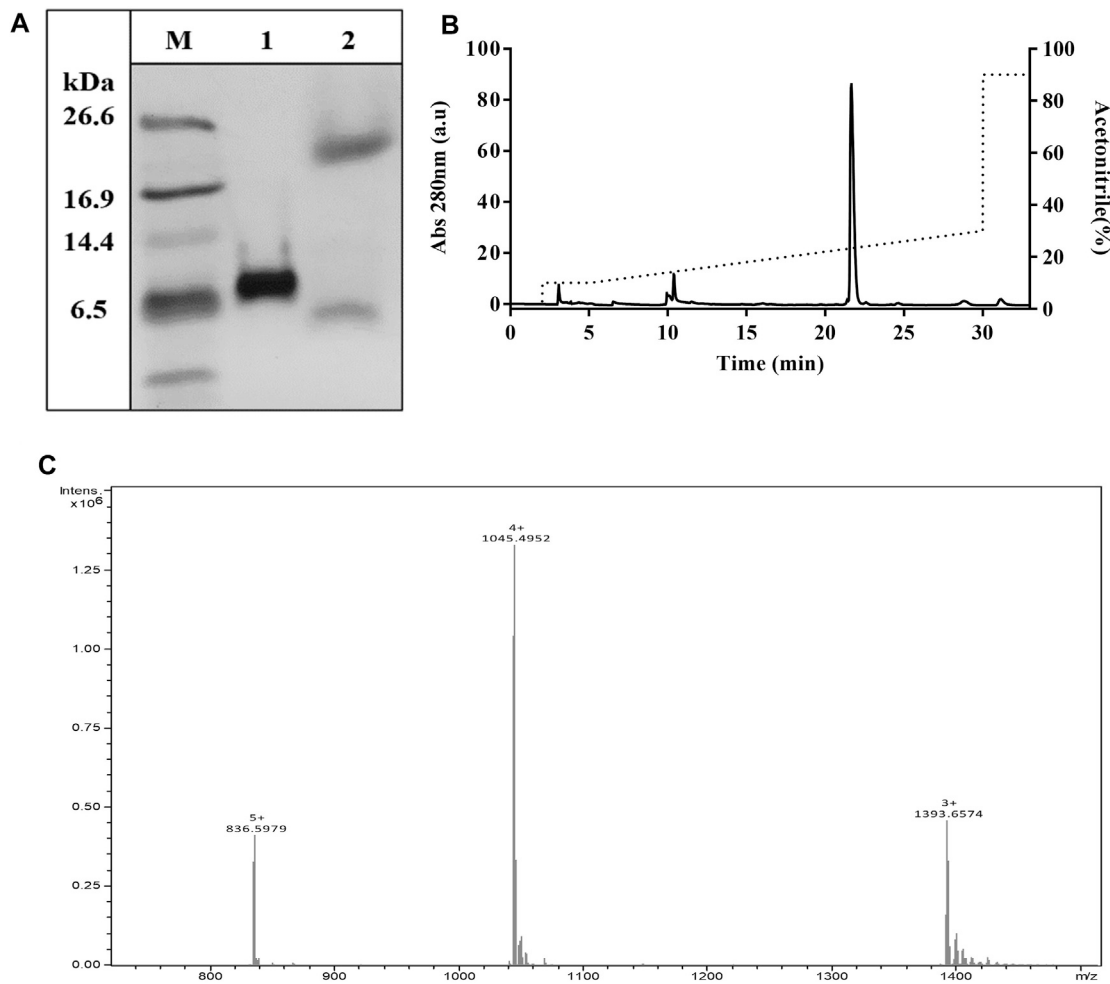 A
M 1 2
kDa
26.6
16.9
14.4
6.5
B
100 100
80 80
60 60
40 40
20 20
0 0
Abs 280nm (a.u)
Acetonitrile(%)
0 5 10 15 20 25 30
Time (min)
C
Intens.
x10⁶
4+
1045.4952
1.25
1.00
0.75
5+
836.5979
3+
1393.6574
0.50
0.25
0.00
800 900 1000 1100 1200 1300 1400 m/z